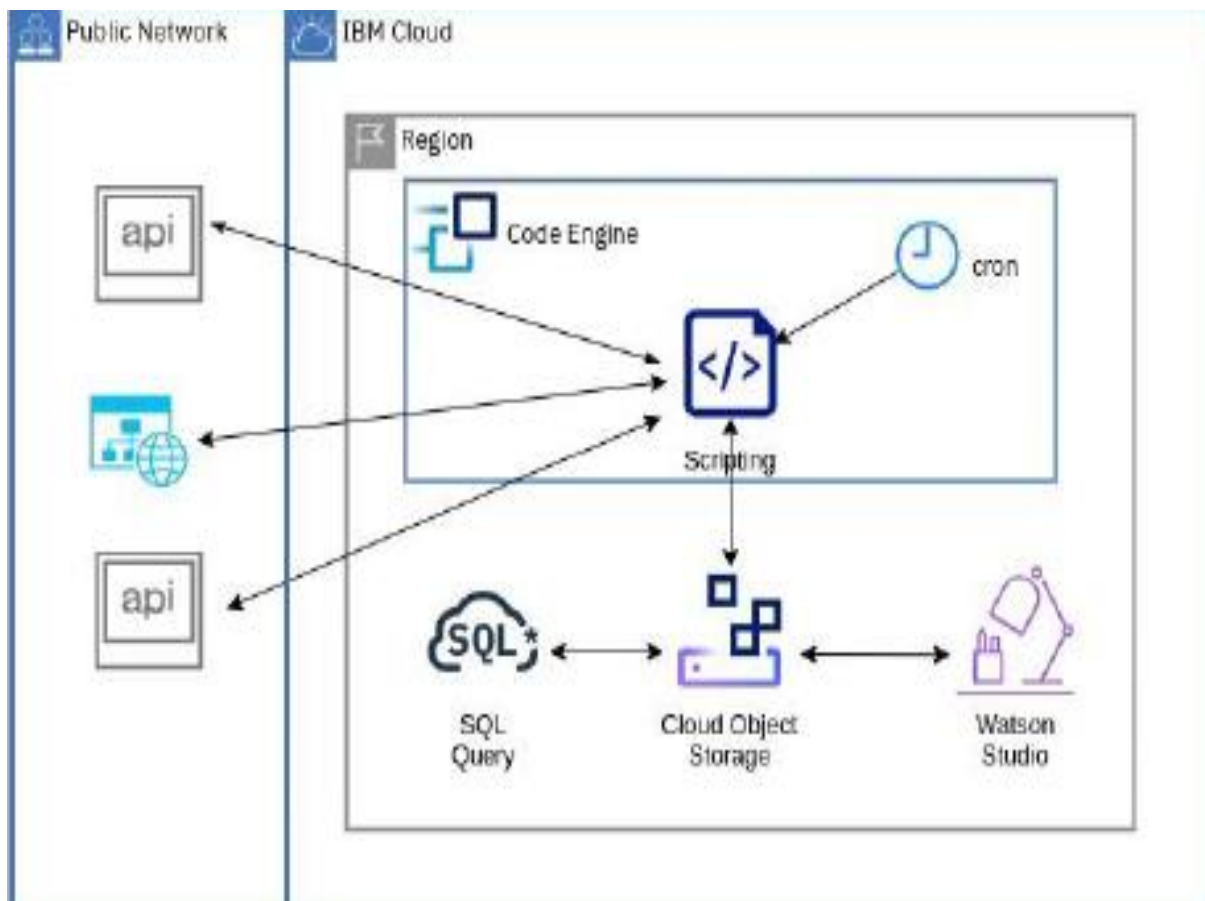 Public Network
IBM Cloud
Region
api
Code Engine
cron
</>
Scripting
api
SQL*
SQL
Query
Cloud Object
Storage
Watson
Studio